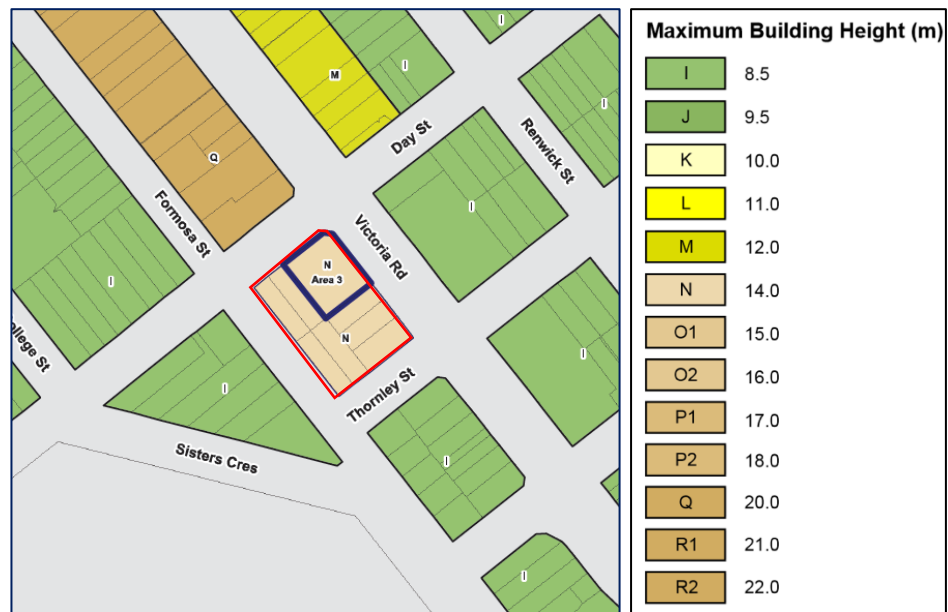 Maximum Building Height (m)
I 8.5
J 9.5
K 10.0
L 11.0
M 12.0
N 14.0
O1 15.0
O2 16.0
P1 17.0
P2 18.0
Q 20.0
R1 21.0
R2 22.0
I
I
M
I
Day St
Renwick St
Q
I
Formosa St
Victoria Rd
N
Area 3
I
N
I
ollege St
I
Thornley St
Sisters Cres
I
I